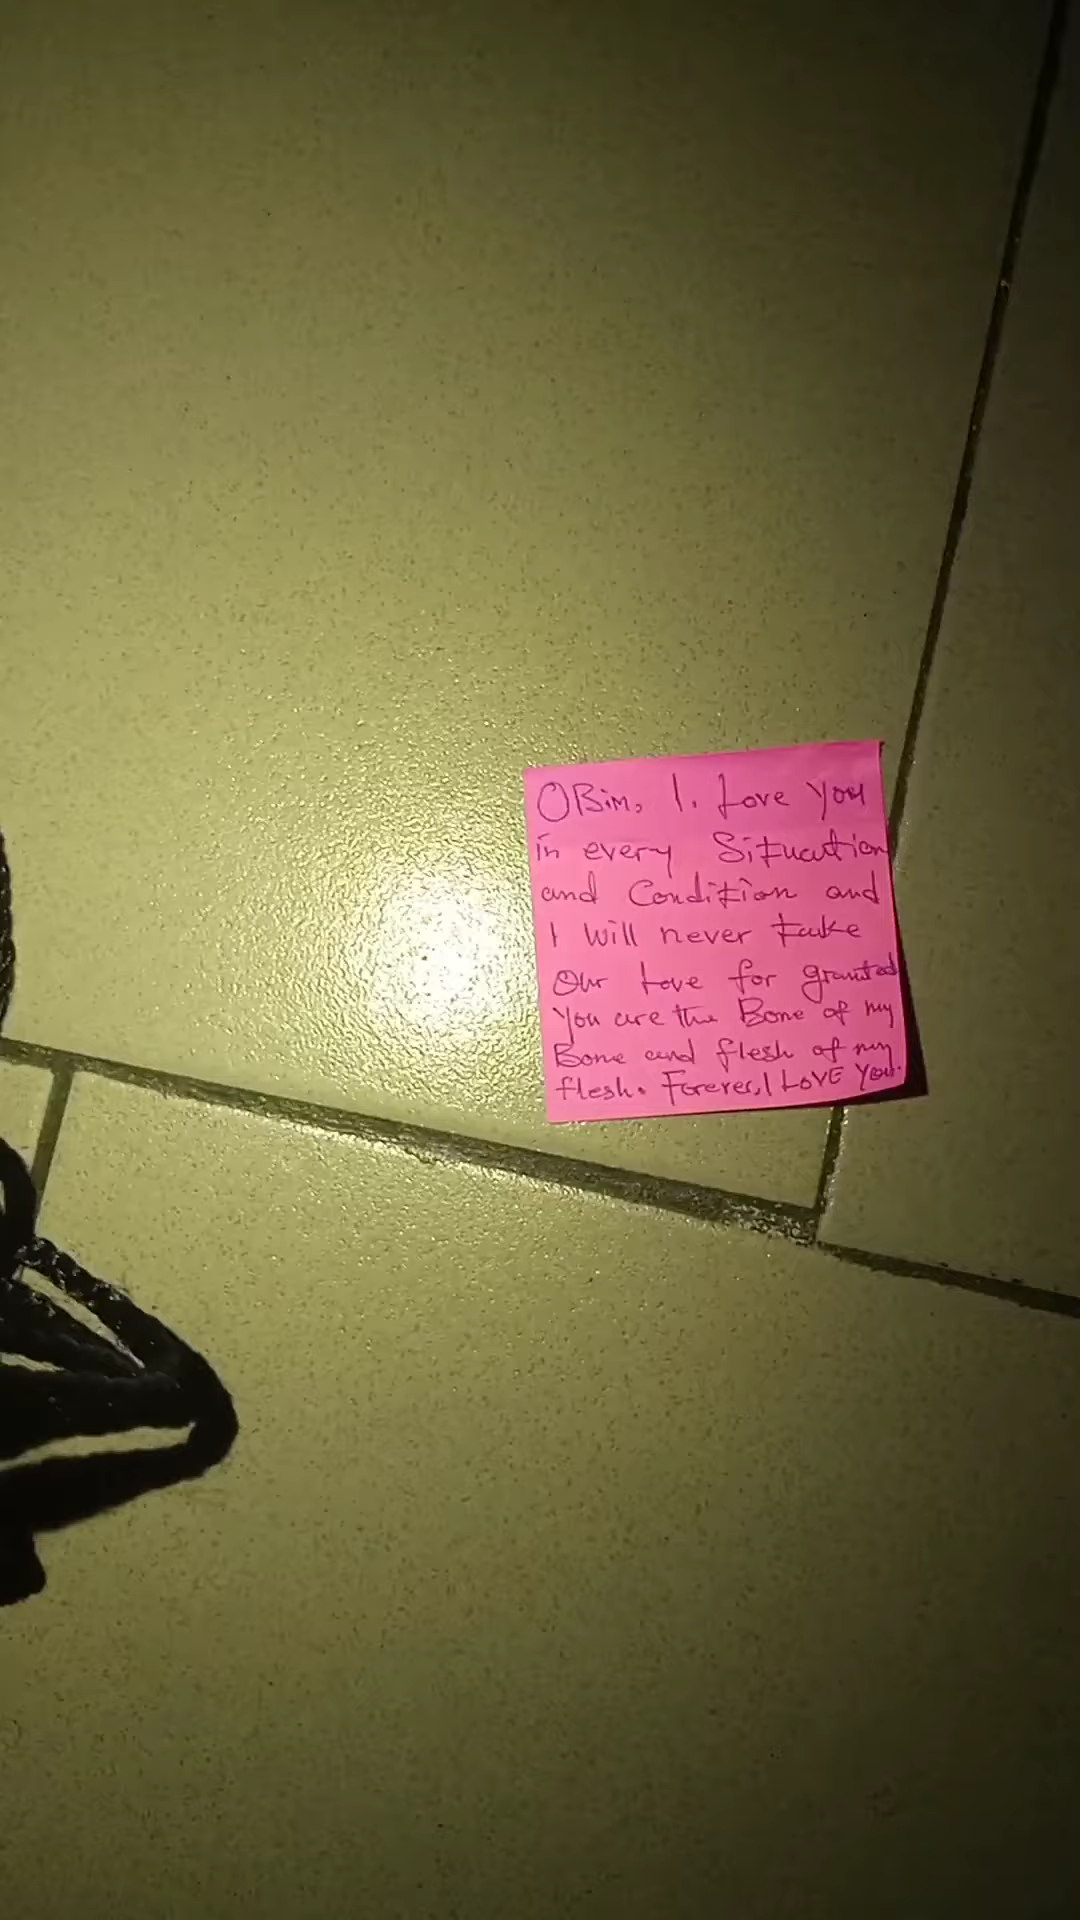 OBim, I. Love You
in every Situation
and Condition and
I will never take
Our Love for granted
You are the Bone of my
Bone and flesh of my
flesh. Forever, I LOVE You.